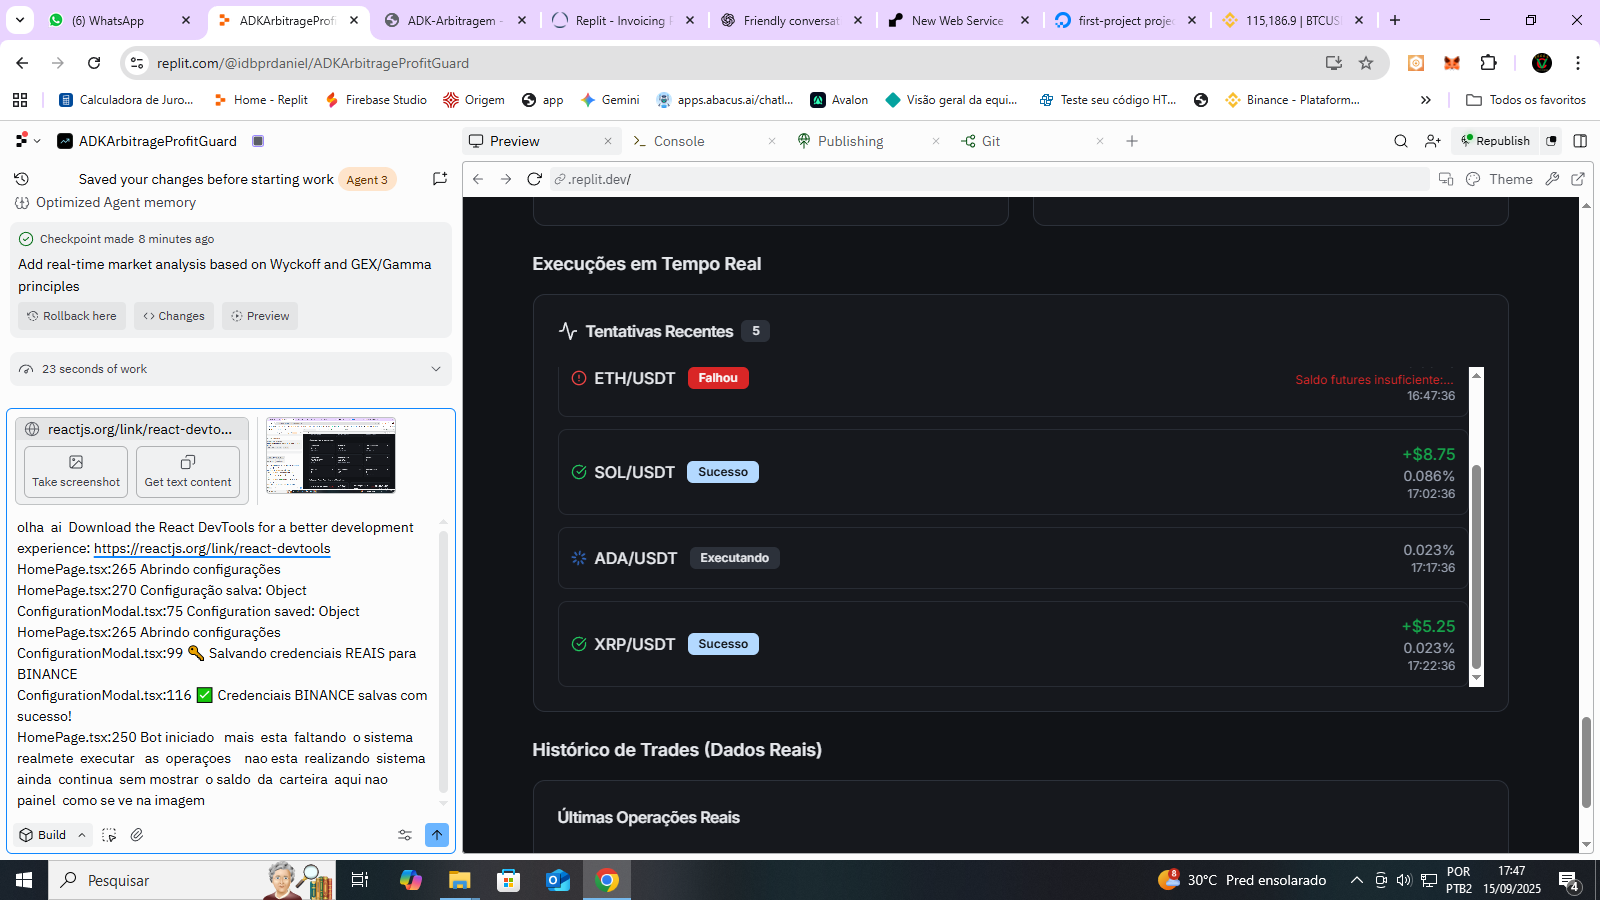 (6) WhatsApp
ADKArbitrageProfi
ADK-Arbitragem -
Replit - Invoicing
Friendly conversat
New Web Service
first-project proje
115,186.9 | BTCUS
replit.com/@idbprdaniel/ADKArbitrageProfitGuard
Calculadora de Juro...
Home - Replit
Firebase Studio
Origem
app
Gemini
apps.abacus.ai/chatl...
Avalon
Visão geral da equi...
Teste seu código HT...
Binance - Plataform...
Todos os favoritos
ADKArbitrageProfitGuard
Preview
Console
Publishing
Git
Republish
Saved your changes before starting work
Agent 3
Optimized Agent memory
.replit.dev/
Theme
Checkpoint made 8 minutes ago
Add real-time market analysis based on Wyckoff and GEX/Gamma
principles
Rollback here
Changes
Preview
23 seconds of work
reactjs.org/link/react-devto...
Take screenshot
Get text content
olha ai Download the React DevTools for a better development
experience: https://reactjs.org/link/react-devtools
HomePage.tsx:265 Abrindo configurações
HomePage.tsx:270 Configuração salva: Object
ConfigurationModal.tsx:75 Configuration saved: Object
HomePage.tsx:265 Abrindo configurações
ConfigurationModal.tsx:99 🔑 Salvando credenciais REAIS para
BINANCE
ConfigurationModal.tsx:116 ✅ Credenciais BINANCE salvas com
sucesso!
HomePage.tsx:250 Bot iniciado mais esta faltando o sistema
realmete executar as operaçoes nao esta realizando sistema
ainda continua sem mostrar o saldo da carteira aqui nao
painel como se ve na imagem
Build
Execuções em Tempo Real
Tentativas Recentes 5
ETH/USDT Falhou
Saldo futures insuficiente:...
16:47:36
SOL/USDT Sucesso
+$8.75
0.086%
17:02:36
ADA/USDT Executando
0.023%
17:17:36
XRP/USDT Sucesso
+$5.25
0.023%
17:22:36
Histórico de Trades (Dados Reais)
Últimas Operações Reais
Pesquisar
8
30°C Pred ensolarado
POR
PTB2
17:47
15/09/2025
4